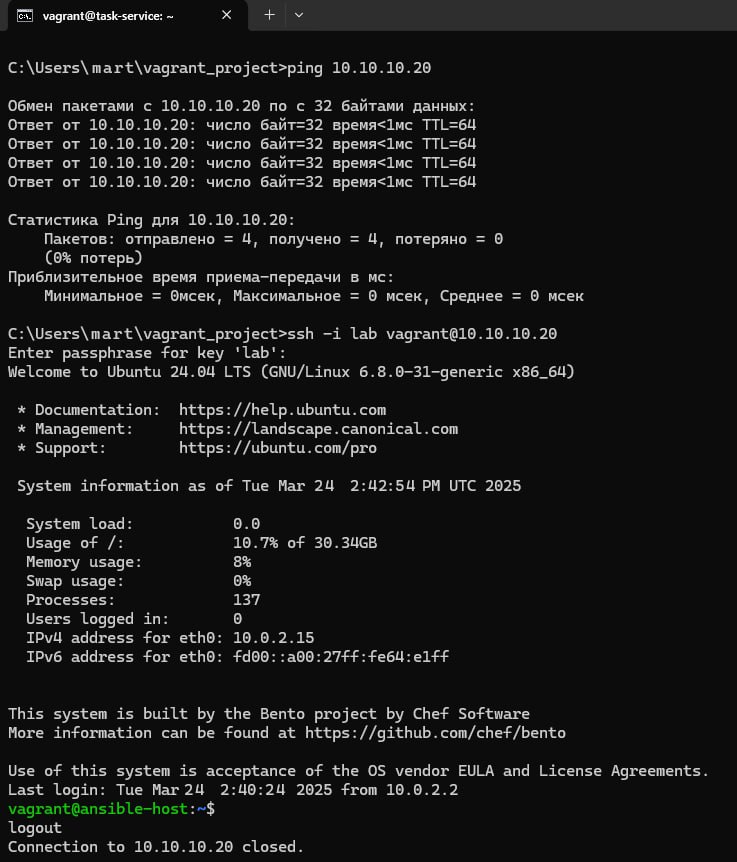 vagrant@task-service: ~
C:\Users\mart\vagrant_project>ping 10.10.10.20
Обмен пакетами с 10.10.10.20 по с 32 байтами данных:
Ответ от 10.10.10.20: число байт=32 время<1мс TTL=64
Ответ от 10.10.10.20: число байт=32 время<1мс TTL=64
Ответ от 10.10.10.20: число байт=32 время<1мс TTL=64
Ответ от 10.10.10.20: число байт=32 время<1мс TTL=64
Статистика Ping для 10.10.10.20:
    Пакетов: отправлено = 4, получено = 4, потеряно = 0
    (0% потерь)
Приблизительное время приема-передачи в мс:
    Минимальное = 0мсек, Максимальное = 0 мсек, Среднее = 0 мсек
C:\Users\mart\vagrant_project>ssh -i lab vagrant@10.10.10.20
Enter passphrase for key 'lab':
Welcome to Ubuntu 24.04 LTS (GNU/Linux 6.8.0-31-generic x86_64)
 * Documentation:  https://help.ubuntu.com
 * Management:     https://landscape.canonical.com
 * Support:        https://ubuntu.com/pro
 System information as of Tue Mar 24  2:42:54 PM UTC 2025
  System load:           0.0
  Usage of /:            10.7% of 30.34GB
  Memory usage:          8%
  Swap usage:            0%
  Processes:             137
  Users logged in:       0
  IPv4 address for eth0: 10.0.2.15
  IPv6 address for eth0: fd00::a00:27ff:fe64:e1ff
This system is built by the Bento project by Chef Software
More information can be found at https://github.com/chef/bento
Use of this system is acceptance of the OS vendor EULA and License Agreements.
Last login: Tue Mar 24  2:40:24 2025 from 10.0.2.2
vagrant@ansible-host:~$
logout
Connection to 10.10.10.20 closed.